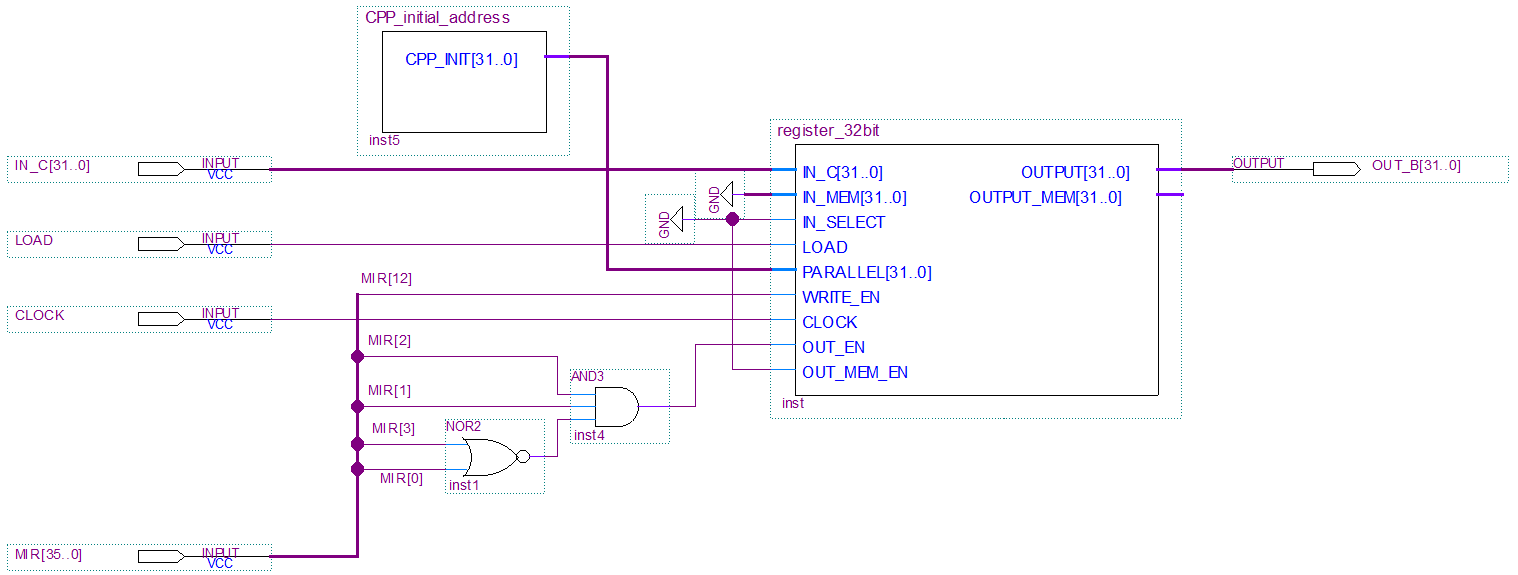 CPP_initial_address
CPP_INIT[31..0]
inst5
register_32bit
IN_C[31..0]
INPUT
VCC
IN_C[31..0]
OUTPUT[31..0]
OUTPUT
OUT_B[31..0]
GND
IN_MEM[31..0]
OUTPUT_MEM[31..0]
GND
IN_SELECT
LOAD
INPUT
VCC
LOAD
PARALLEL[31..0]
MIR[12]
WRITE_EN
CLOCK
INPUT
VCC
CLOCK
MIR[2]
OUT_EN
AND3
OUT_MEM_EN
MIR[1]
inst
MIR[3]
NOR2
inst4
MIR[0]
inst1
MIR[35..0]
INPUT
VCC